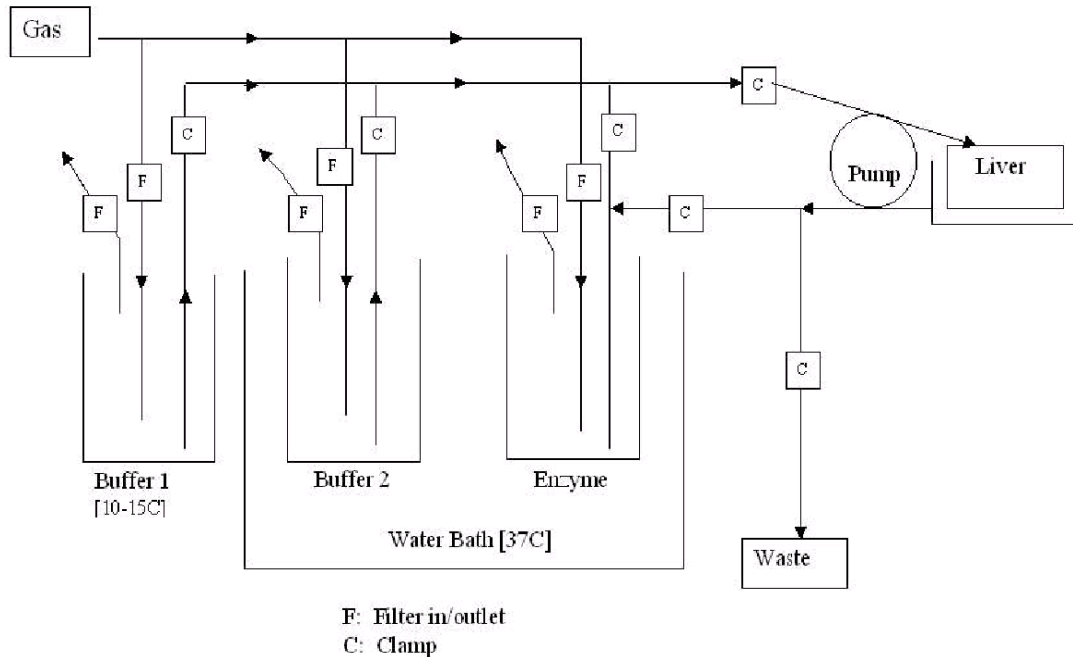 Gas
C
C
C
C
F
F
F
Pump
Liver
F
F
F
C
C
Buffer 1
[10-15C]
Buffer 2
Enzyme
Water Bath [37C]
Waste
F: Filter in/outlet
C: Clamp